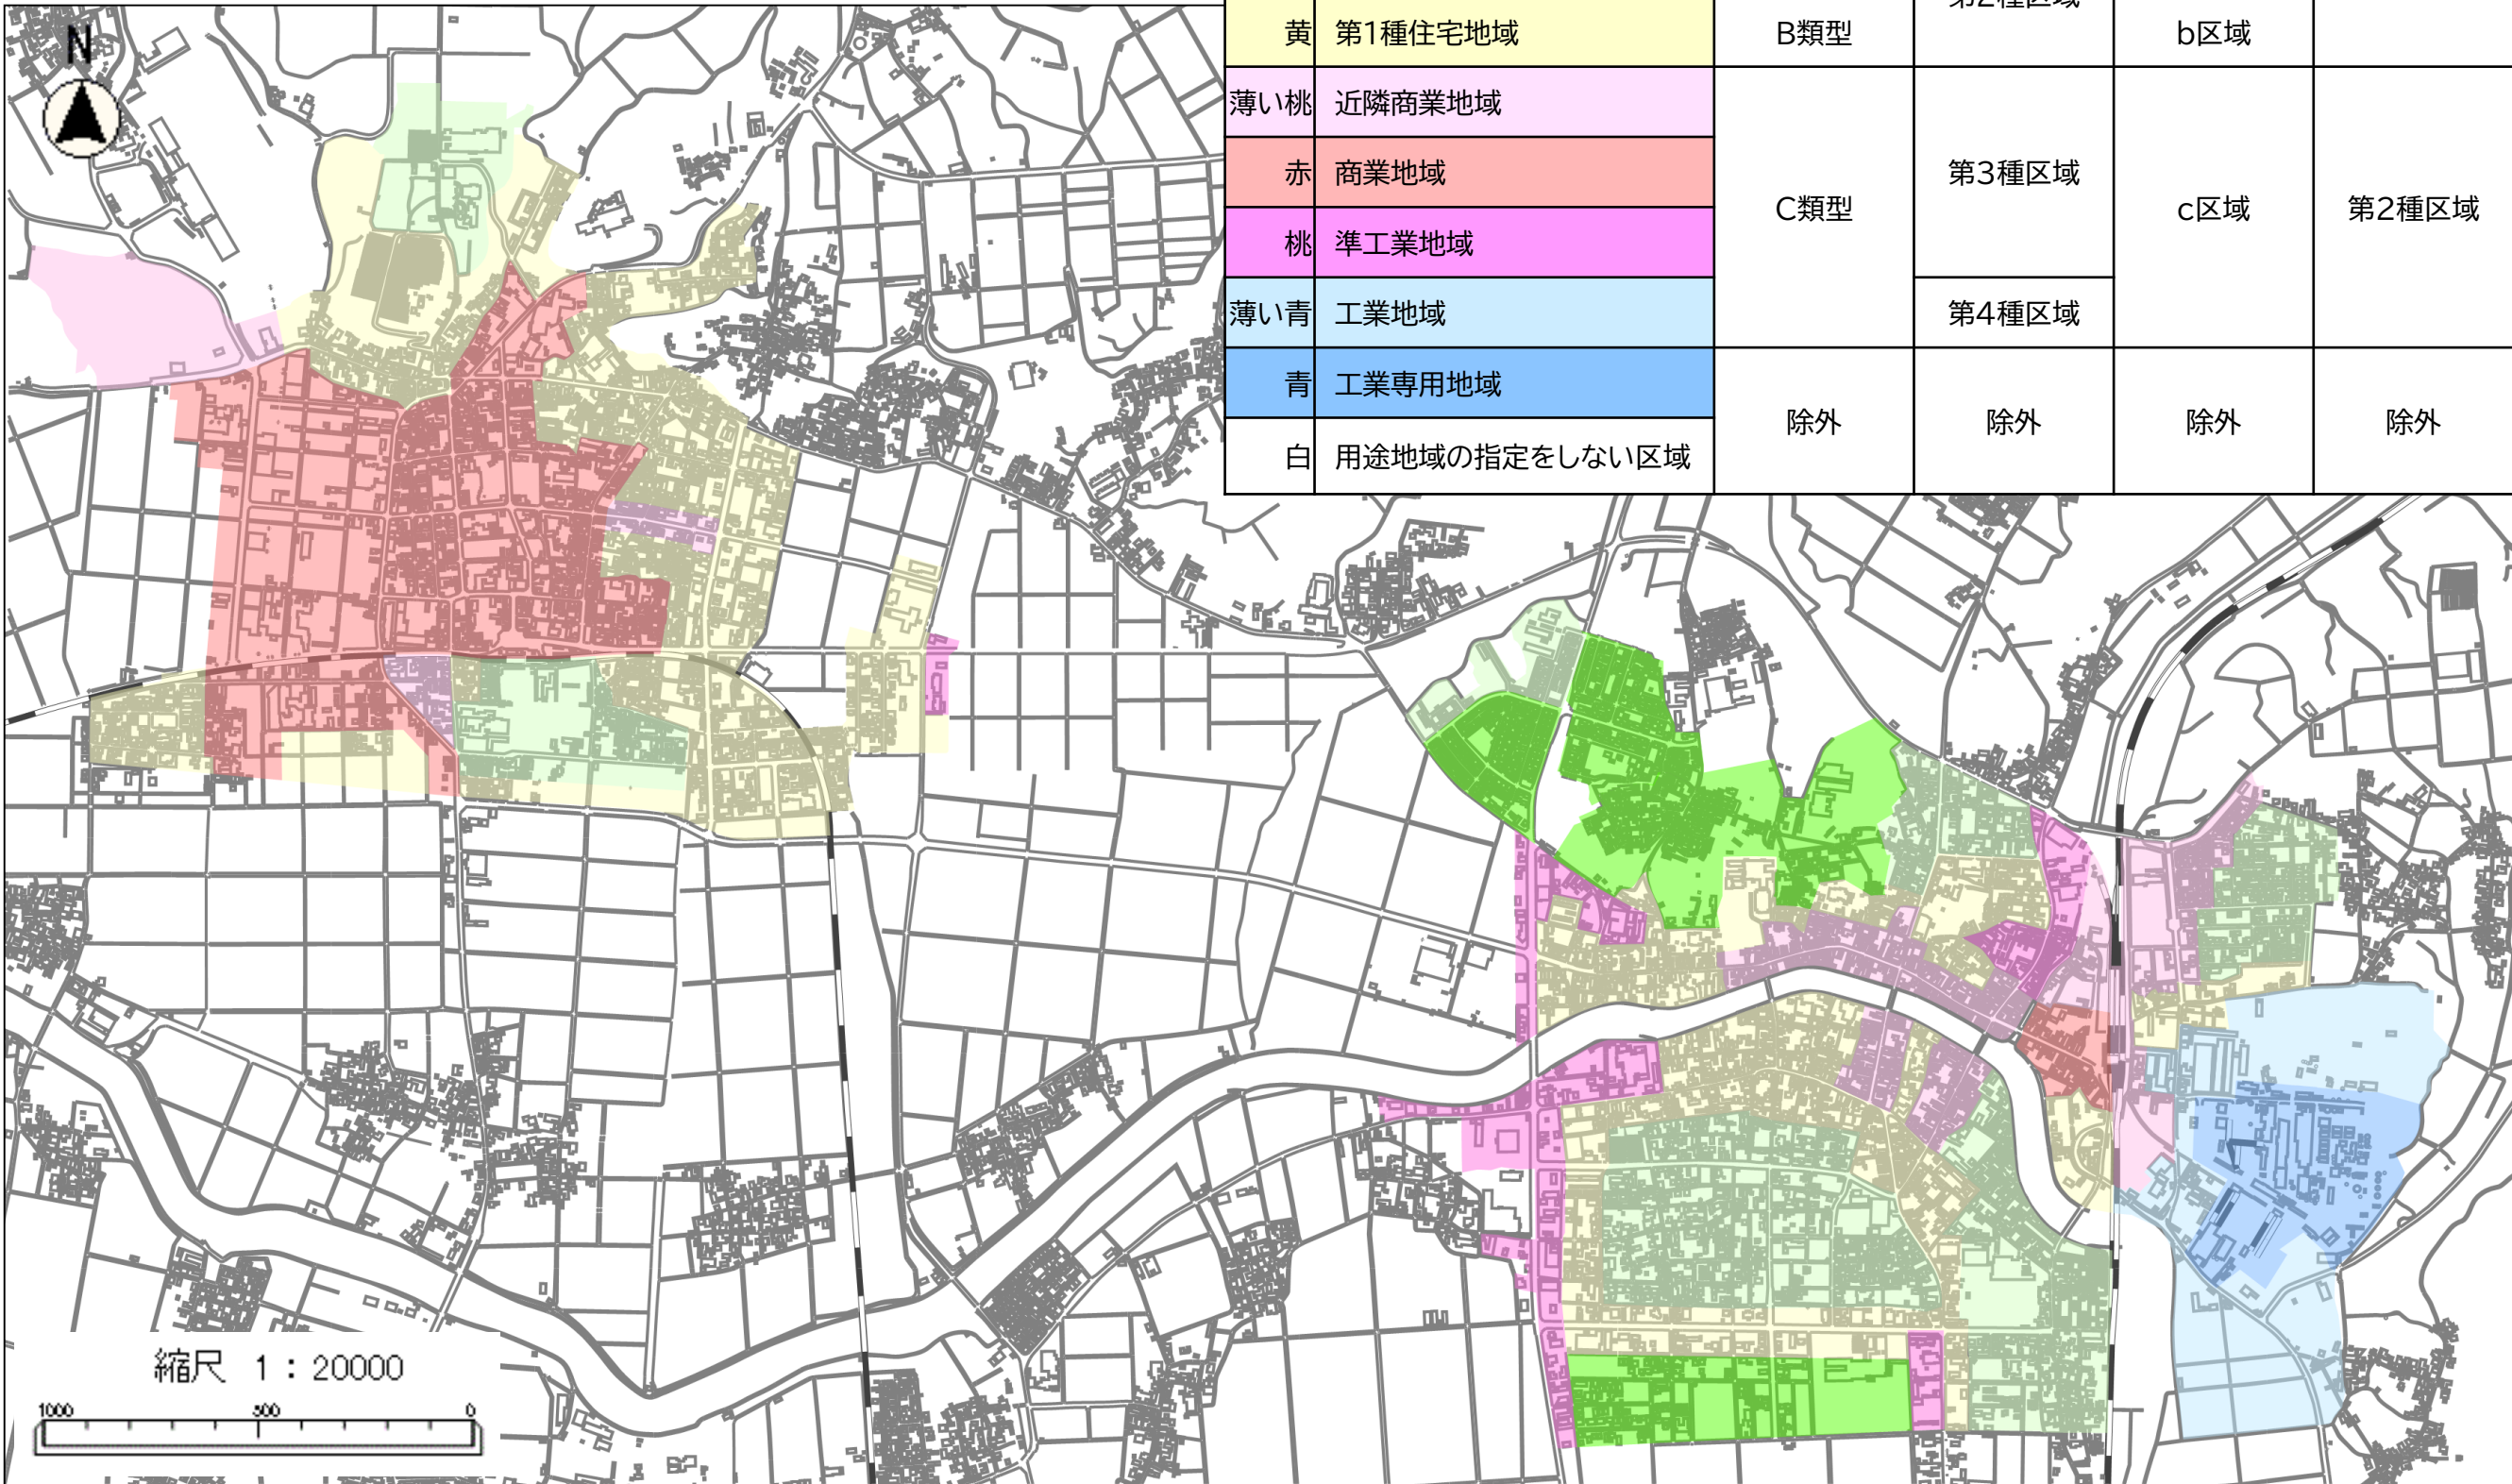 N
第2種区域
黄 第1種住宅地域 B類型 b区域
薄い桃 近隣商業地域
赤 商業地域 C類型 第3種区域 c区域 第2種区域
桃 準工業地域
薄い青 工業地域 第4種区域
青 工業専用地域
除外 除外 除外 除外
白 用途地域の指定をしない区域
縮尺 1:20000
1000 500 0